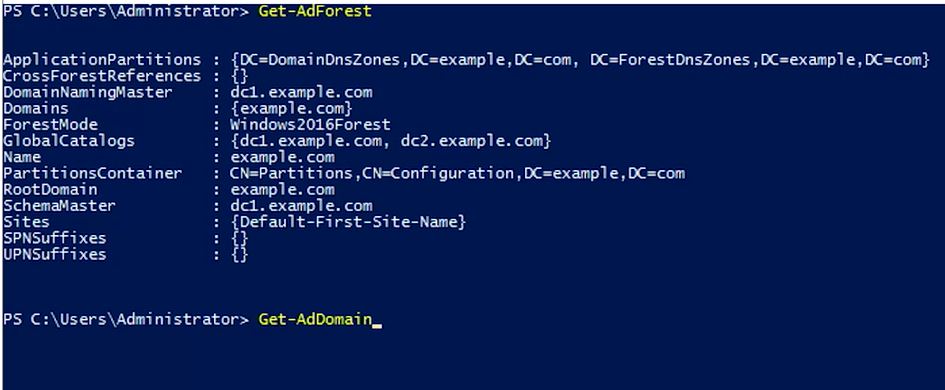 PS C:\Users\Administrator> Get-AdForest
ApplicationPartitions : {DC=DomainDnsZones,DC=example,DC=com, DC=ForestDnsZones,DC=example,DC=com}
CrossForestReferences : {}
DomainNamingMaster : dc1.example.com
Domains : {example.com}
ForestMode : Windows2016Forest
GlobalCatalogs : {dc1.example.com, dc2.example.com}
Name : example.com
PartitionsContainer : CN=Partitions,CN=Configuration,DC=example,DC=com
RootDomain : example.com
SchemaMaster : dc1.example.com
Sites : {Default-First-Site-Name}
SPNSuffixes : {}
UPNSuffixes : {}
PS C:\Users\Administrator> Get-AdDomain_